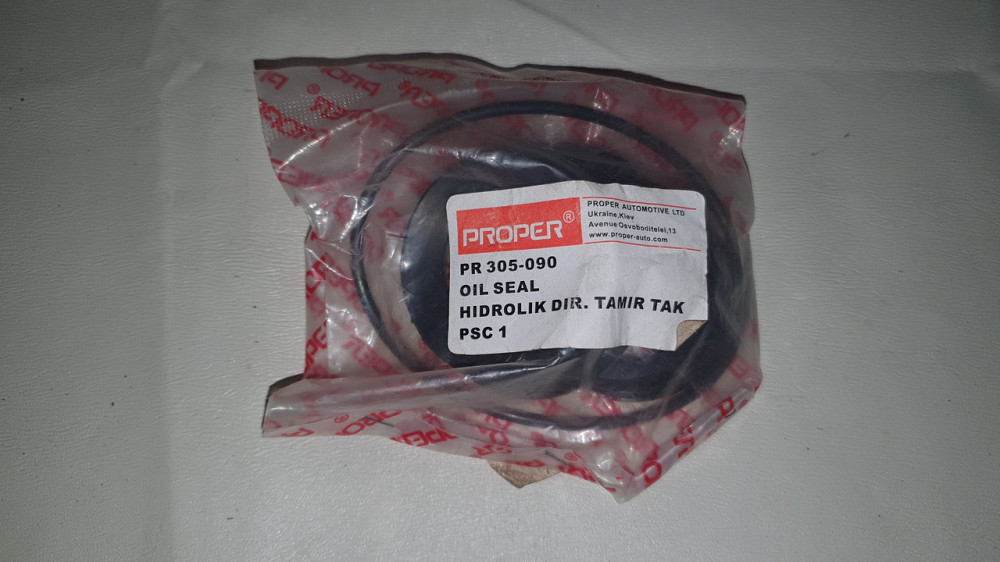 PROPER®
PROPER AUTOMOTIVE LTD
Ukraine,Kiev
Avenue Osvoboditelei,13
www.proper-auto.com
PR 305-090
OIL SEAL
HIDROLIK DIR. TAMIR TAK
PSC 1